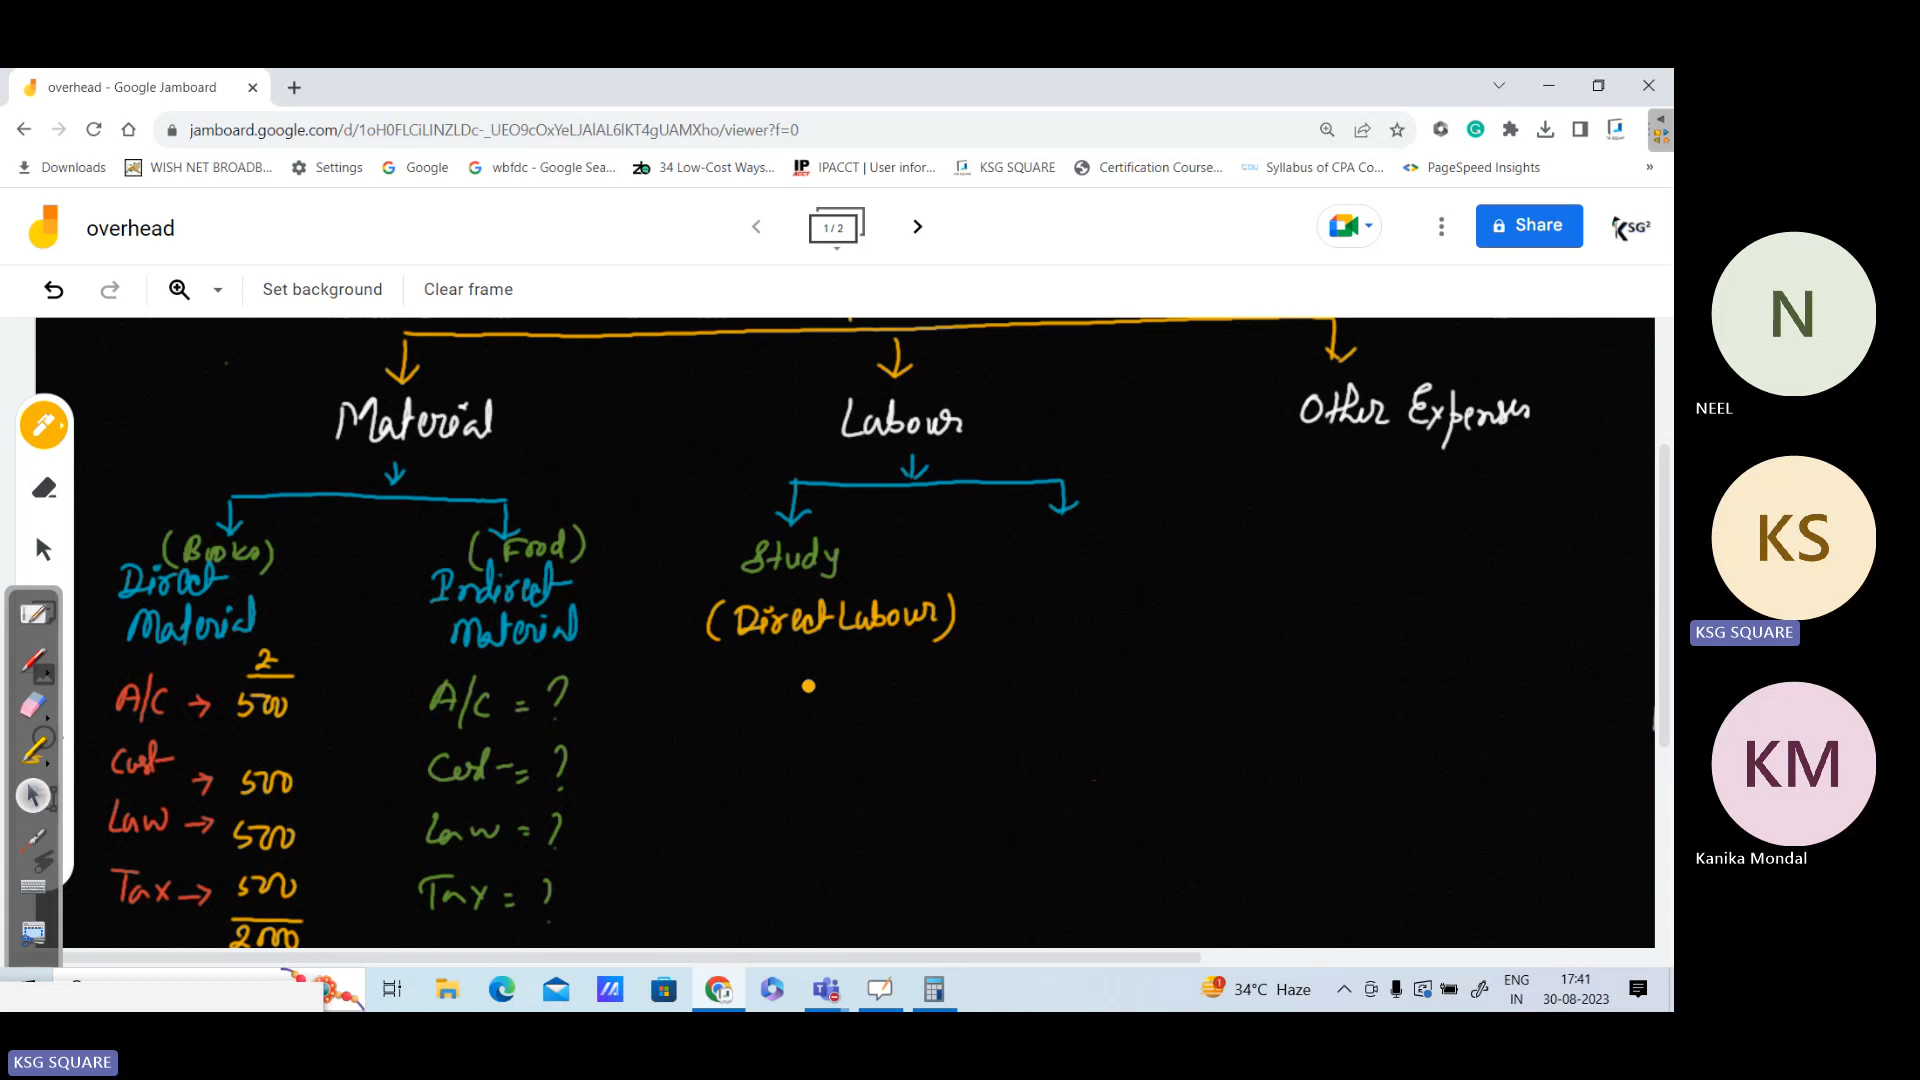 overhead - Google Jamboard
jamboard.google.com/d/1oH0FLCiLINZLDc-_UEO9cOxYeLJAlAL6lKT4gUAMXho/viewer?f=0
Downloads WISH NET BROADB... Settings Google wbfdc - Google Sea... 34 Low-Cost Ways... IPACCT | User infor... KSG SQUARE Certification Course... Syllabus of CPA Co... PageSpeed Insights »
overhead
1 / 2
Share
KSG²
Set background Clear frame
Material Labour Other Expenses
(Books) (Food) Study
Direct Material
Indirect Material
(Direct Labour)
2
A/C → 500
Cost → 500
Law → 500
Tax → 500
2000
A/C = ?
Cost = ?
Law = ?
Tax = ?
N
NEEL
KS
KSG SQUARE
KM
Kanika Mondal
1
34°C Haze
ENG
IN
17:41
30-08-2023
KSG SQUARE